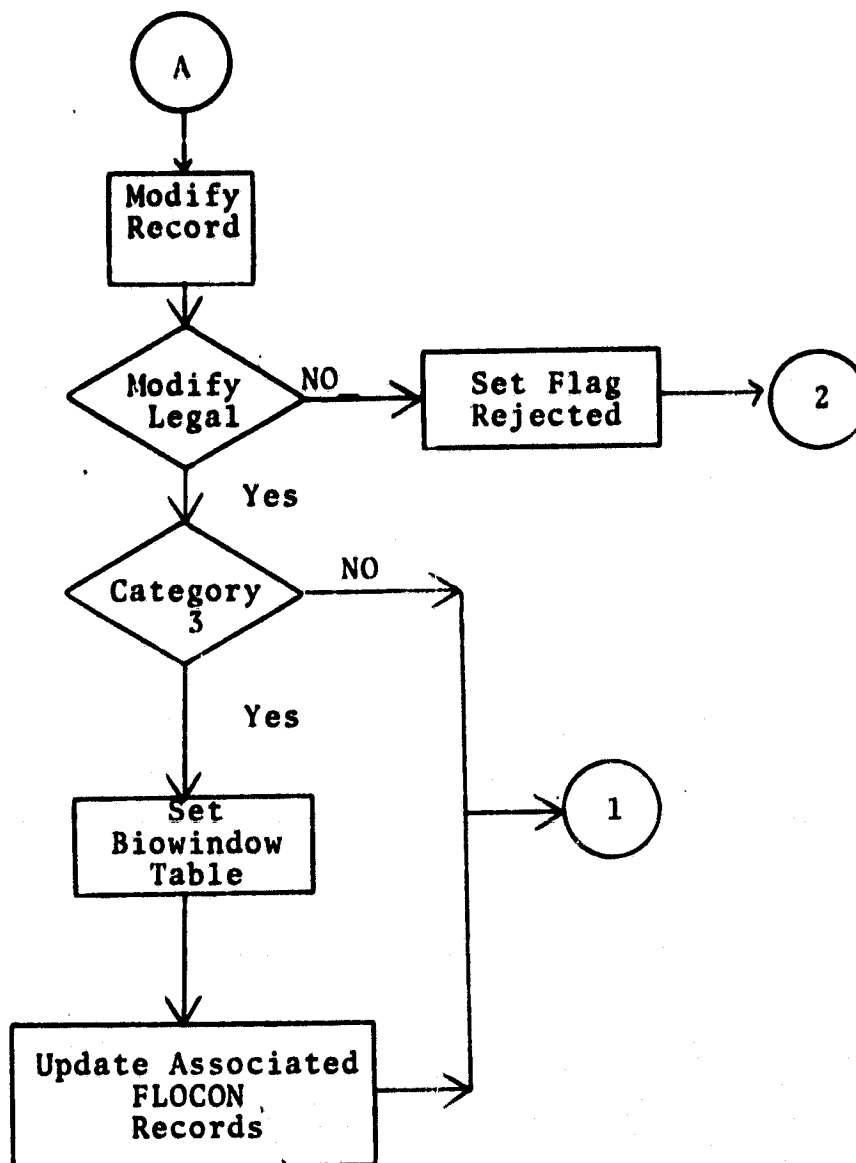 A
Modify
Record
Modify
Legal
NO
Set Flag
Rejected
2
Yes
Category
3
NO
Yes
Set
Biowindow
Table
1
Update Associated
FLOCON
Records